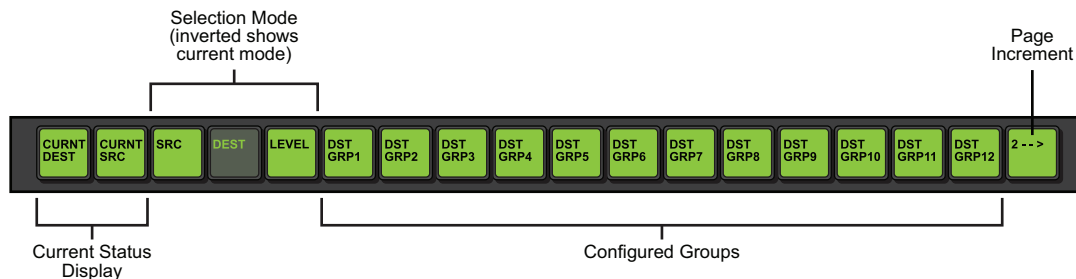 Selection Mode
(inverted shows
current mode)
Page
Increment
CURNT
DEST
CURNT
SRC
SRC
DEST
LEVEL
DST
GRP1
DST
GRP2
DST
GRP3
DST
GRP4
DST
GRP5
DST
GRP6
DST
GRP7
DST
GRP8
DST
GRP9
DST
GRP10
DST
GRP11
DST
GRP12
2 - - >
Current Status
Display
Configured Groups